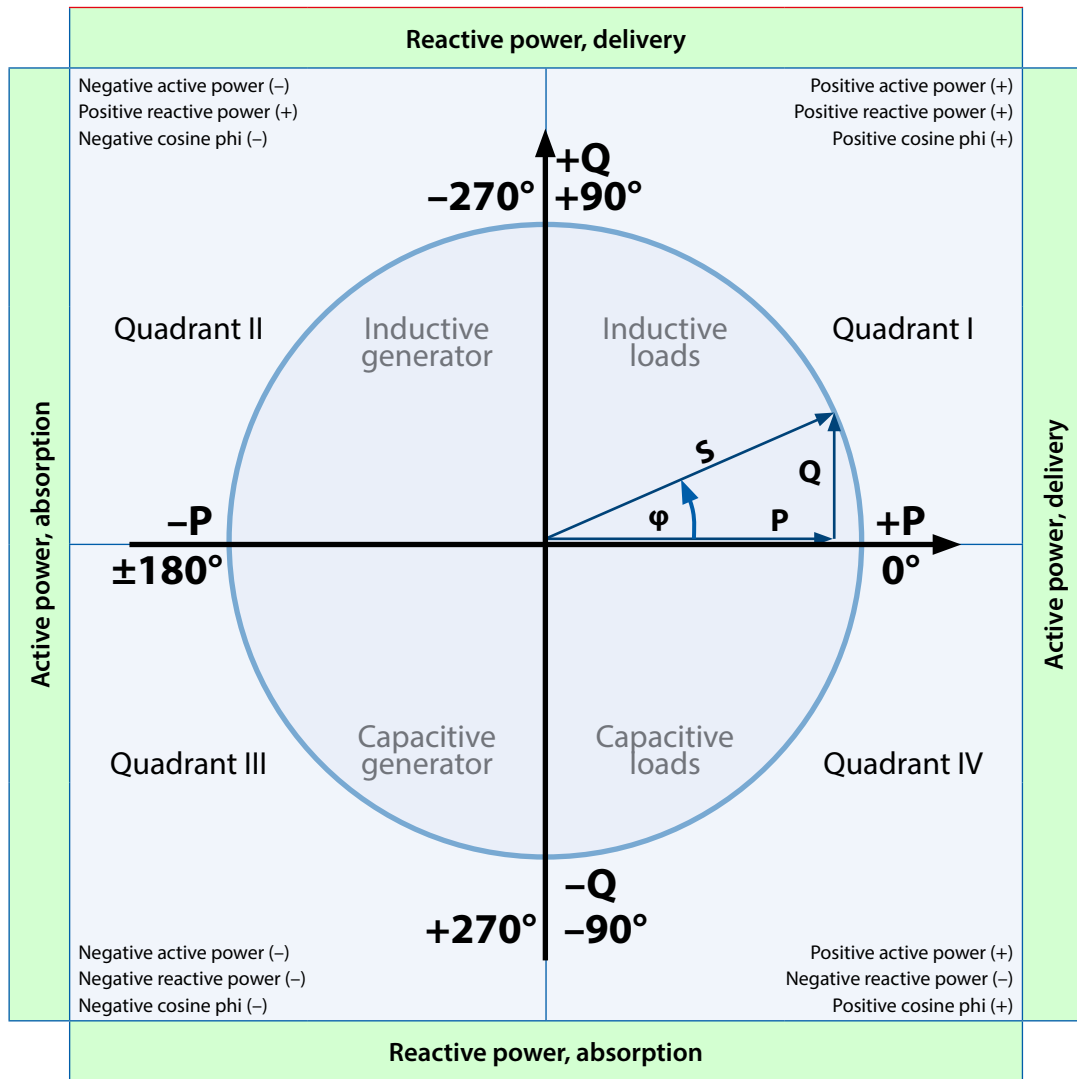 Reactive power, delivery
Negative active power (–)
Positive reactive power (+)
Negative cosine phi (–)
Positive active power (+)
Positive reactive power (+)
Positive cosine phi (+)
+Q
–270°
+90°
Quadrant II
Inductive
generator
Inductive
loads
Quadrant I
Active power, absorption
Active power, delivery
S
Q
φ
P
–P
+P
±180°
0°
Quadrant III
Capacitive
generator
Capacitive
loads
Quadrant IV
–Q
+270°
–90°
Negative active power (–)
Negative reactive power (–)
Negative cosine phi (–)
Positive active power (+)
Negative reactive power (–)
Positive cosine phi (+)
Reactive power, absorption